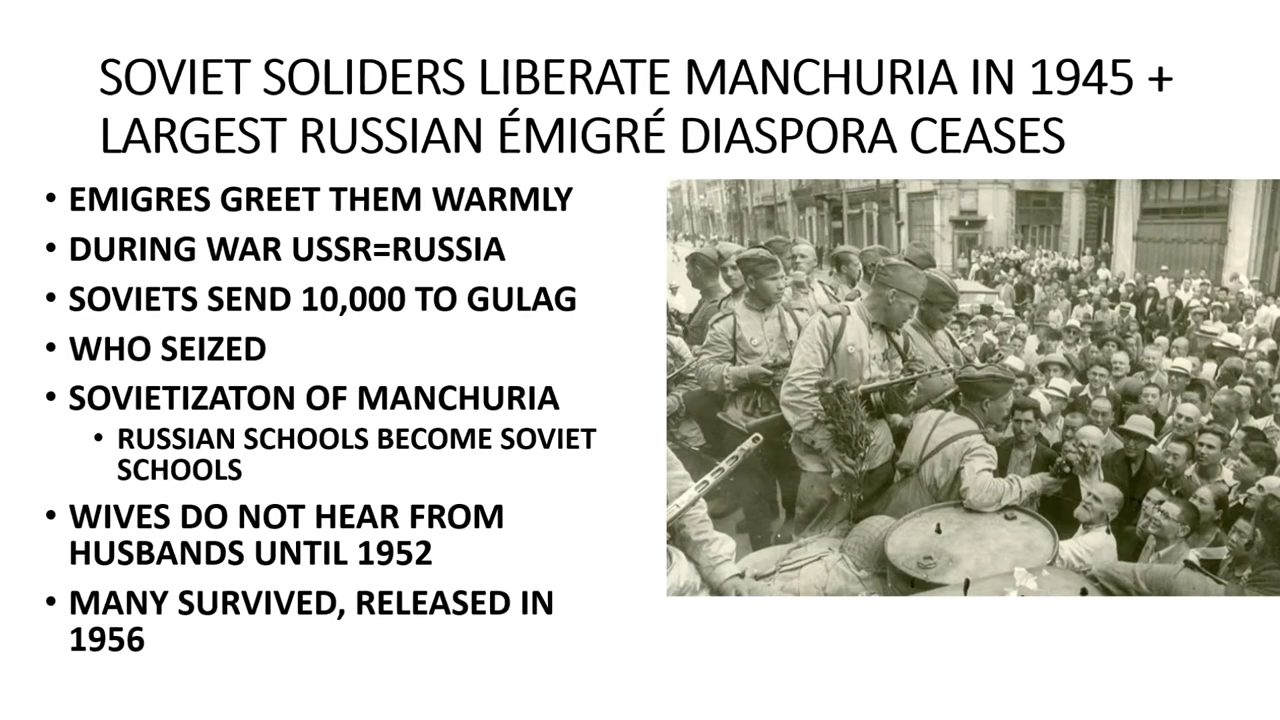 SOVIET SOLIDERS LIBERATE MANCHURIA IN 1945 +
LARGEST RUSSIAN ÉMIGRÉ DIASPORA CEASES
• EMIGRES GREET THEM WARMLY
• DURING WAR USSR=RUSSIA
• SOVIETS SEND 10,000 TO GULAG
• WHO SEIZED
• SOVIETIZATON OF MANCHURIA
• RUSSIAN SCHOOLS BECOME SOVIET
SCHOOLS
• WIVES DO NOT HEAR FROM
HUSBANDS UNTIL 1952
• MANY SURVIVED, RELEASED IN
1956